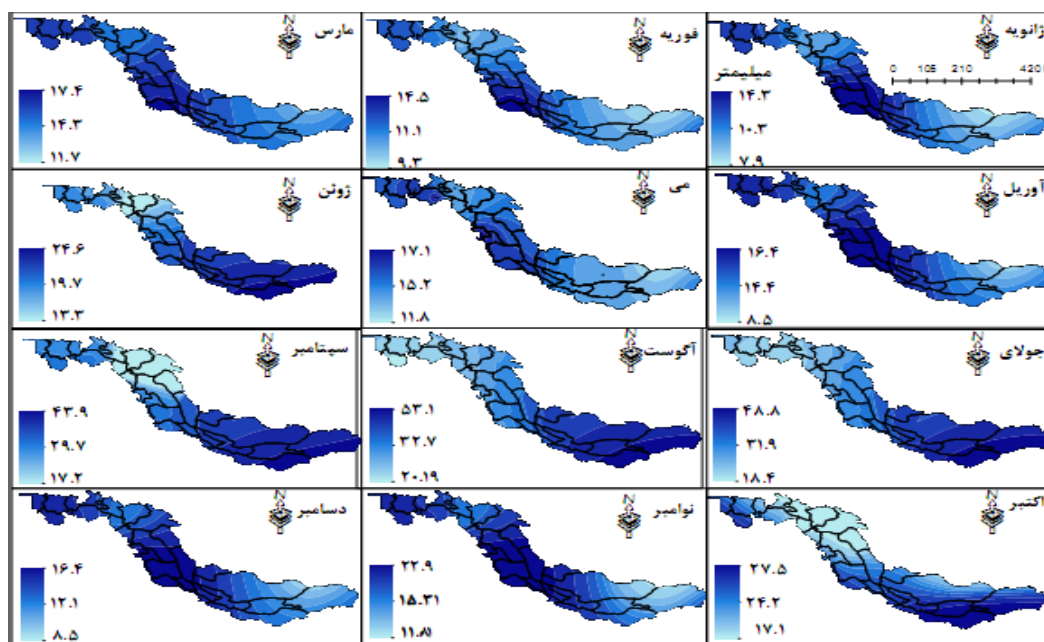 ژانویه
N
0 105 210 420
میلیمتر
۱۴.۳
۱۰.۳
۷.۹
فوریه
N
۱۴.۵
۱۱.۱
۹.۳
مارس
N
۱۷.۴
۱۴.۳
۱۱.۷
آوریل
N
۱۶.۴
۱۴.۴
۸.۵
می
N
۱۷.۱
۱۵.۲
۱۱.۸
ژوئن
N
۲۴.۶
۱۹.۷
۱۳.۳
جولای
N
۴۸.۸
۳۱.۹
۱۸.۴
آگوست
N
۵۳.۱
۳۲.۷
۲۰.۱۹
سپتامبر
N
۴۳.۹
۲۹.۷
۱۷.۲
اکتبر
N
۲۷.۵
۲۴.۲
۱۷.۱
نوامبر
N
۲۲.۹
۱۵.۳۱
۱۱.۸۵
دسامبر
N
۱۶.۴
۱۲.۱
۸.۵